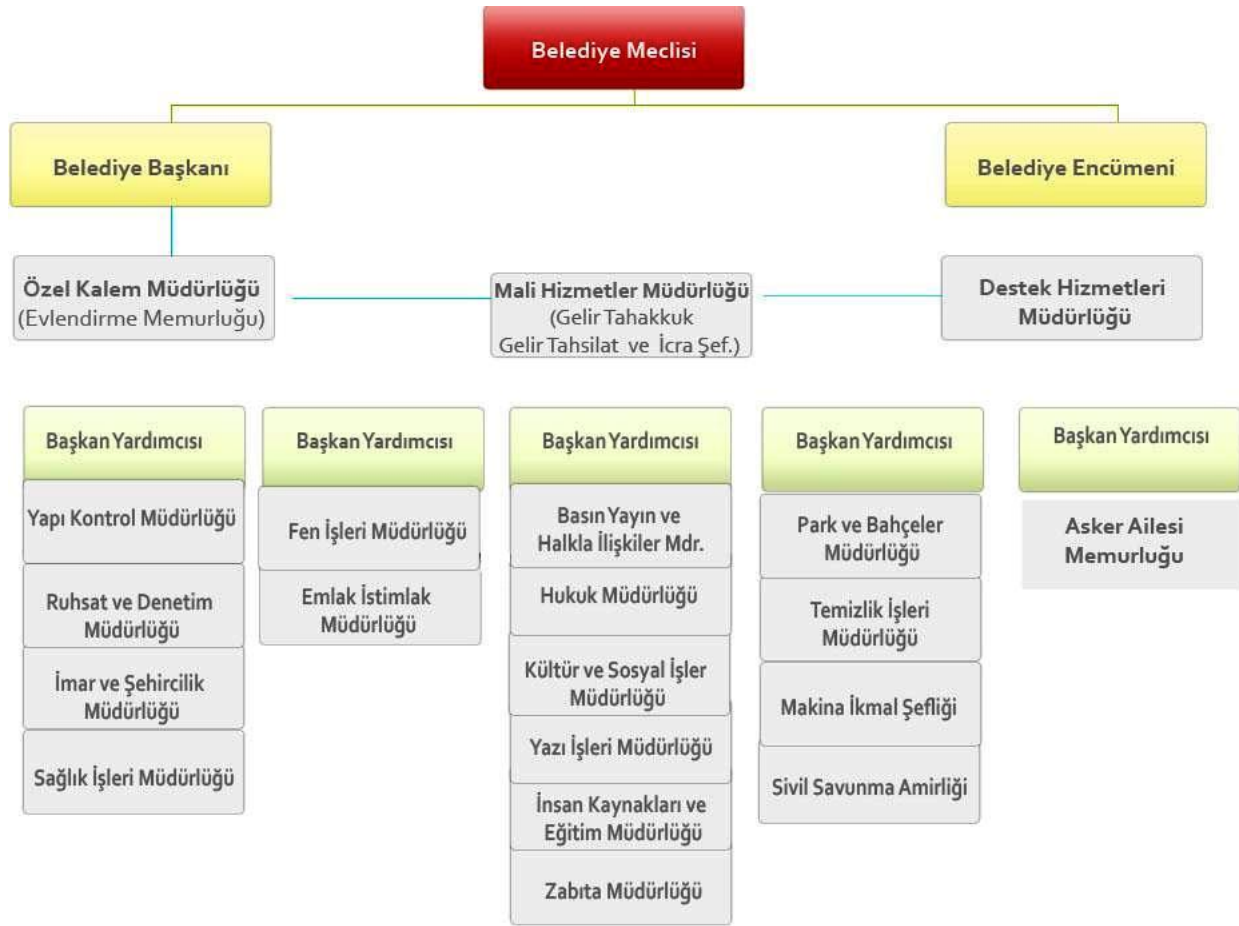 Belediye Meclisi
Belediye Başkanı
Belediye Encümeni
Özel Kalem Müdürlüğü
(Evlendirme Memurluğu)
Mali Hizmetler Müdürlüğü
(Gelir Tahakkuk
Gelir Tahsilat ve İcra Şef.)
Destek Hizmetleri
Müdürlüğü
Başkan Yardımcısı
Yapı Kontrol Müdürlüğü
Ruhsat ve Denetim
Müdürlüğü
İmar ve Şehircilik
Müdürlüğü
Sağlık İşleri Müdürlüğü
Başkan Yardımcısı
Fen İşleri Müdürlüğü
Emlak İstimlak
Müdürlüğü
Başkan Yardımcısı
Basın Yayın ve
Halkla İlişkiler Mdr.
Hukuk Müdürlüğü
Kültür ve Sosyal İşler
Müdürlüğü
Yazı İşleri Müdürlüğü
İnsan Kaynakları ve
Eğitim Müdürlüğü
Zabıta Müdürlüğü
Başkan Yardımcısı
Park ve Bahçeler
Müdürlüğü
Temizlik İşleri
Müdürlüğü
Makina İkmal Şefliği
Sivil Savunma Amirliği
Başkan Yardımcısı
Asker Ailesi
Memurluğu